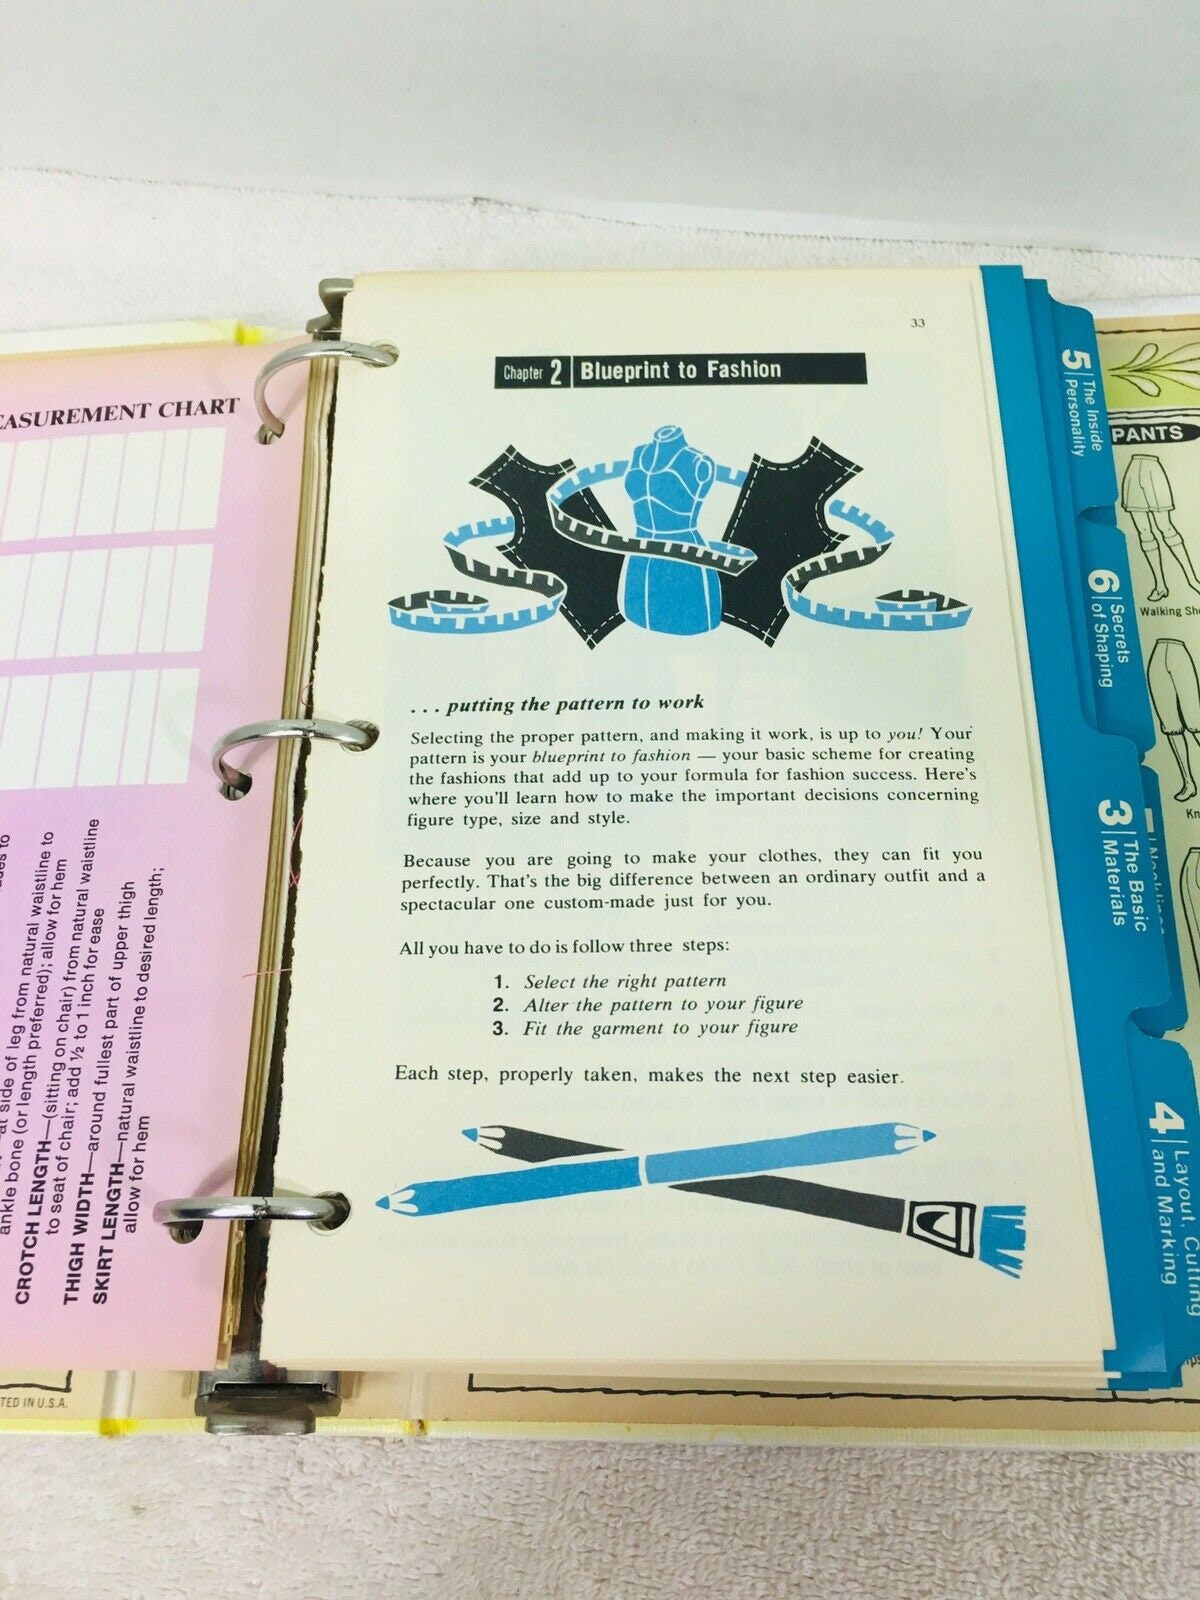 EASUREMENT CHART
ankle bone (or length preferred); allow for hem
CROTCH LENGTH—(sitting on chair) from natural waistline
to seat of chair; add ½ to 1 inch for ease
THIGH WIDTH—around fullest part of upper thigh
SKIRT LENGTH—natural waistline to desired length;
allow for hem
TED IN U.S.A.
33
Chapter 2 Blueprint to Fashion
. . . putting the pattern to work
Selecting the proper pattern, and making it work, is up to you! Your
pattern is your blueprint to fashion — your basic scheme for creating
the fashions that add up to your formula for fashion success. Here's
where you'll learn how to make the important decisions concerning
figure type, size and style.
Because you are going to make your clothes, they can fit you
perfectly. That's the big difference between an ordinary outfit and a
spectacular one custom-made just for you.
All you have to do is follow three steps:
1. Select the right pattern
2. Alter the pattern to your figure
3. Fit the garment to your figure
Each step, properly taken, makes the next step easier.
5 The Inside
Personality
6 Secrets
of Shaping
3 The Basic
Materials
4 Layout, Cutting
and Marking
PANTS
Walking Sho
Kn